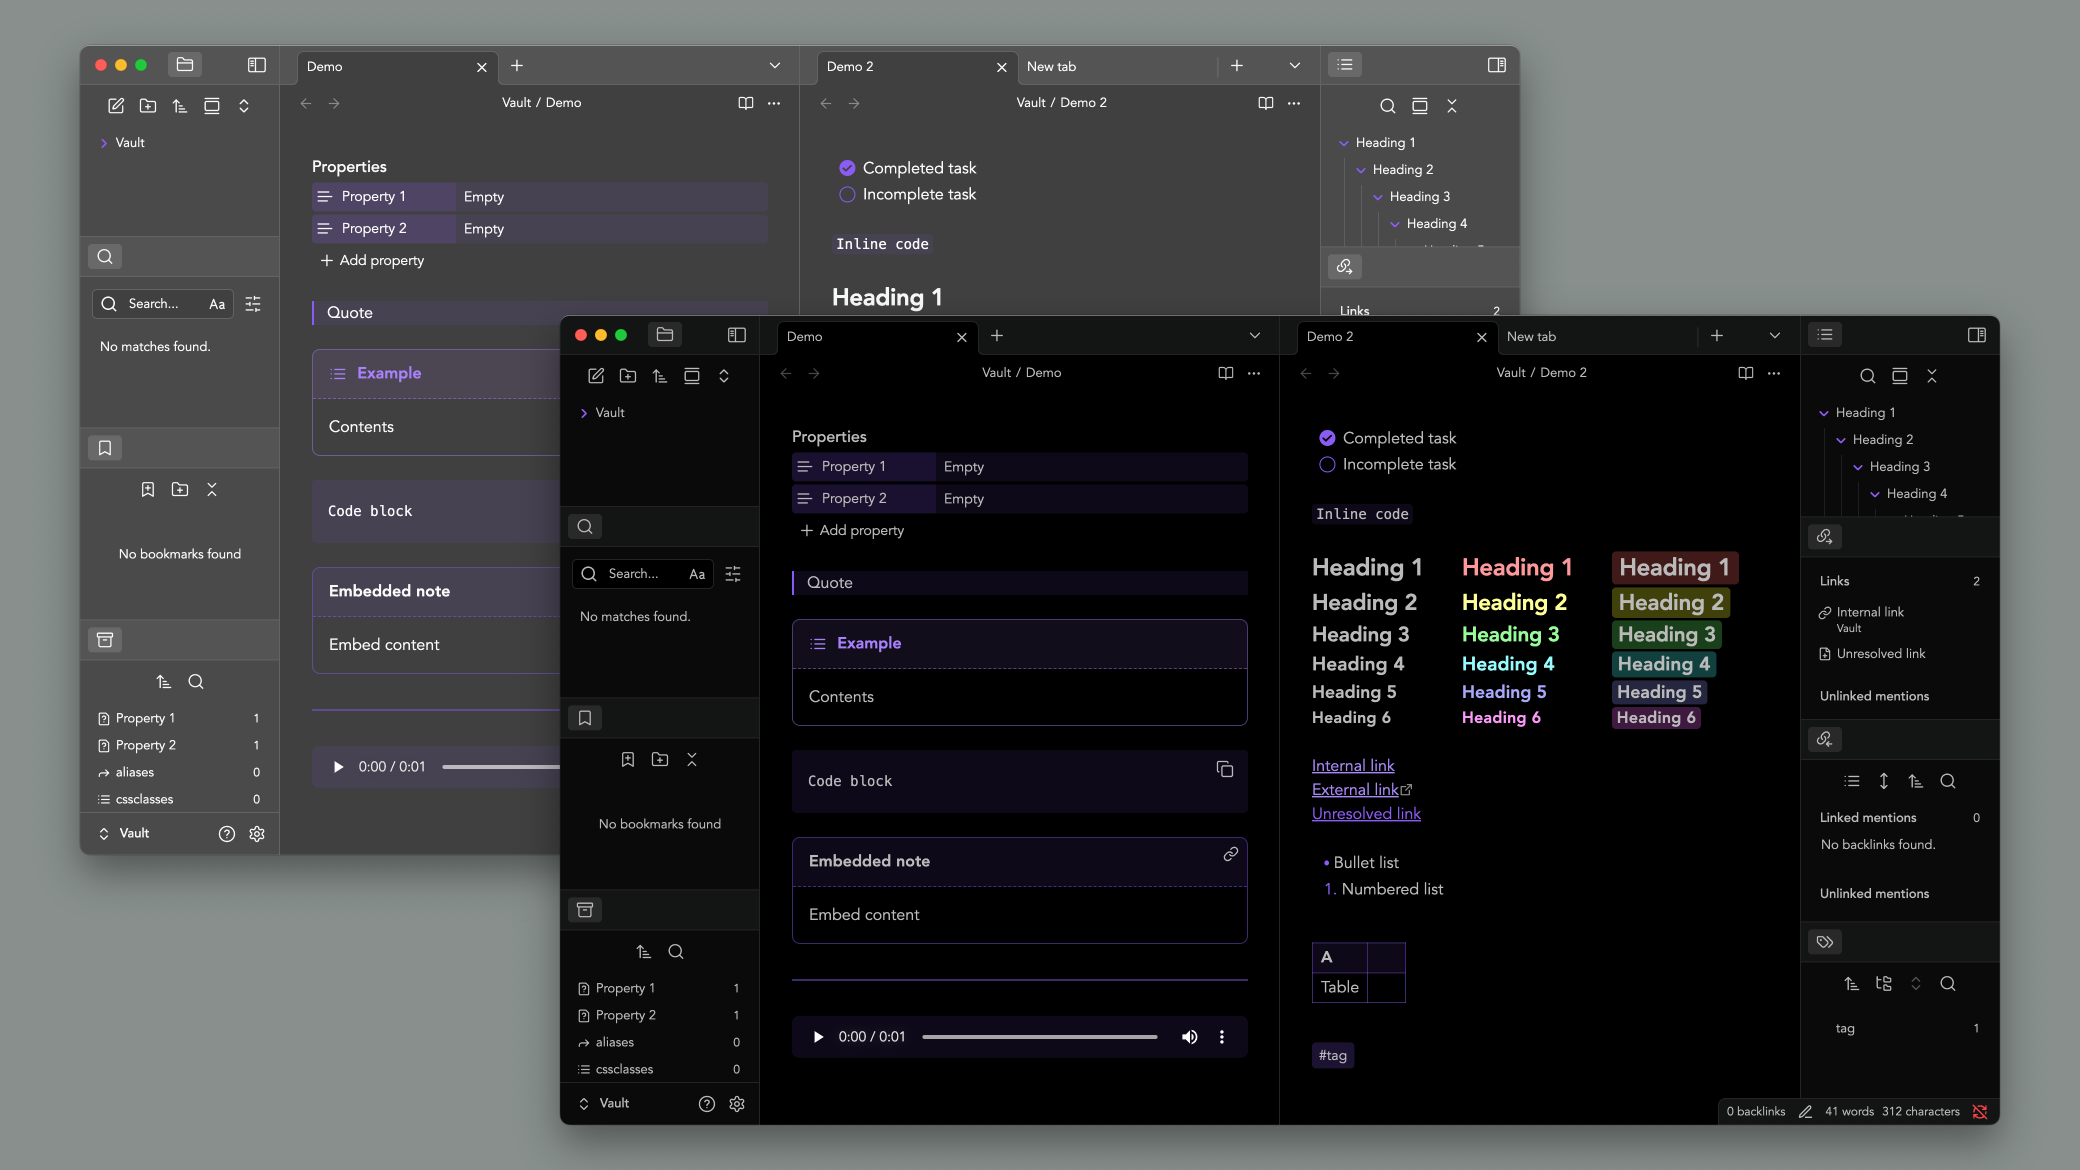 Demo
Demo 2
New tab
Vault / Demo
Vault / Demo 2
Vault
Properties
Property 1
Empty
Property 2
Empty
Add property
Quote
Example
Contents
Code block
Embedded note
Embed content
0:00 / 0:01
Search...
Aa
No matches found.
No bookmarks found
Property 1
1
Property 2
1
aliases
0
cssclasses
0
Vault
Completed task
Incomplete task
Inline code
Heading 1
Heading 1
Heading 2
Heading 3
Heading 4
Links
2
Demo
Demo 2
New tab
Vault / Demo
Vault / Demo 2
Vault
Search...
Aa
No matches found.
No bookmarks found
Property 1
1
Property 2
1
aliases
0
cssclasses
0
Vault
Properties
Property 1
Empty
Property 2
Empty
Add property
Quote
Example
Contents
Code block
Embedded note
Embed content
0:00 / 0:01
Completed task
Incomplete task
Inline code
Heading 1 Heading 1 Heading 1
Heading 2 Heading 2 Heading 2
Heading 3 Heading 3 Heading 3
Heading 4 Heading 4 Heading 4
Heading 5 Heading 5 Heading 5
Heading 6 Heading 6 Heading 6
Internal link
External link
Unresolved link
• Bullet list
1. Numbered list
A
Table
#tag
Heading 1
Heading 2
Heading 3
Heading 4
Links
2
Internal link
Vault
Unresolved link
Unlinked mentions
Linked mentions
0
No backlinks found.
Unlinked mentions
tag
1
0 backlinks
41 words
312 characters